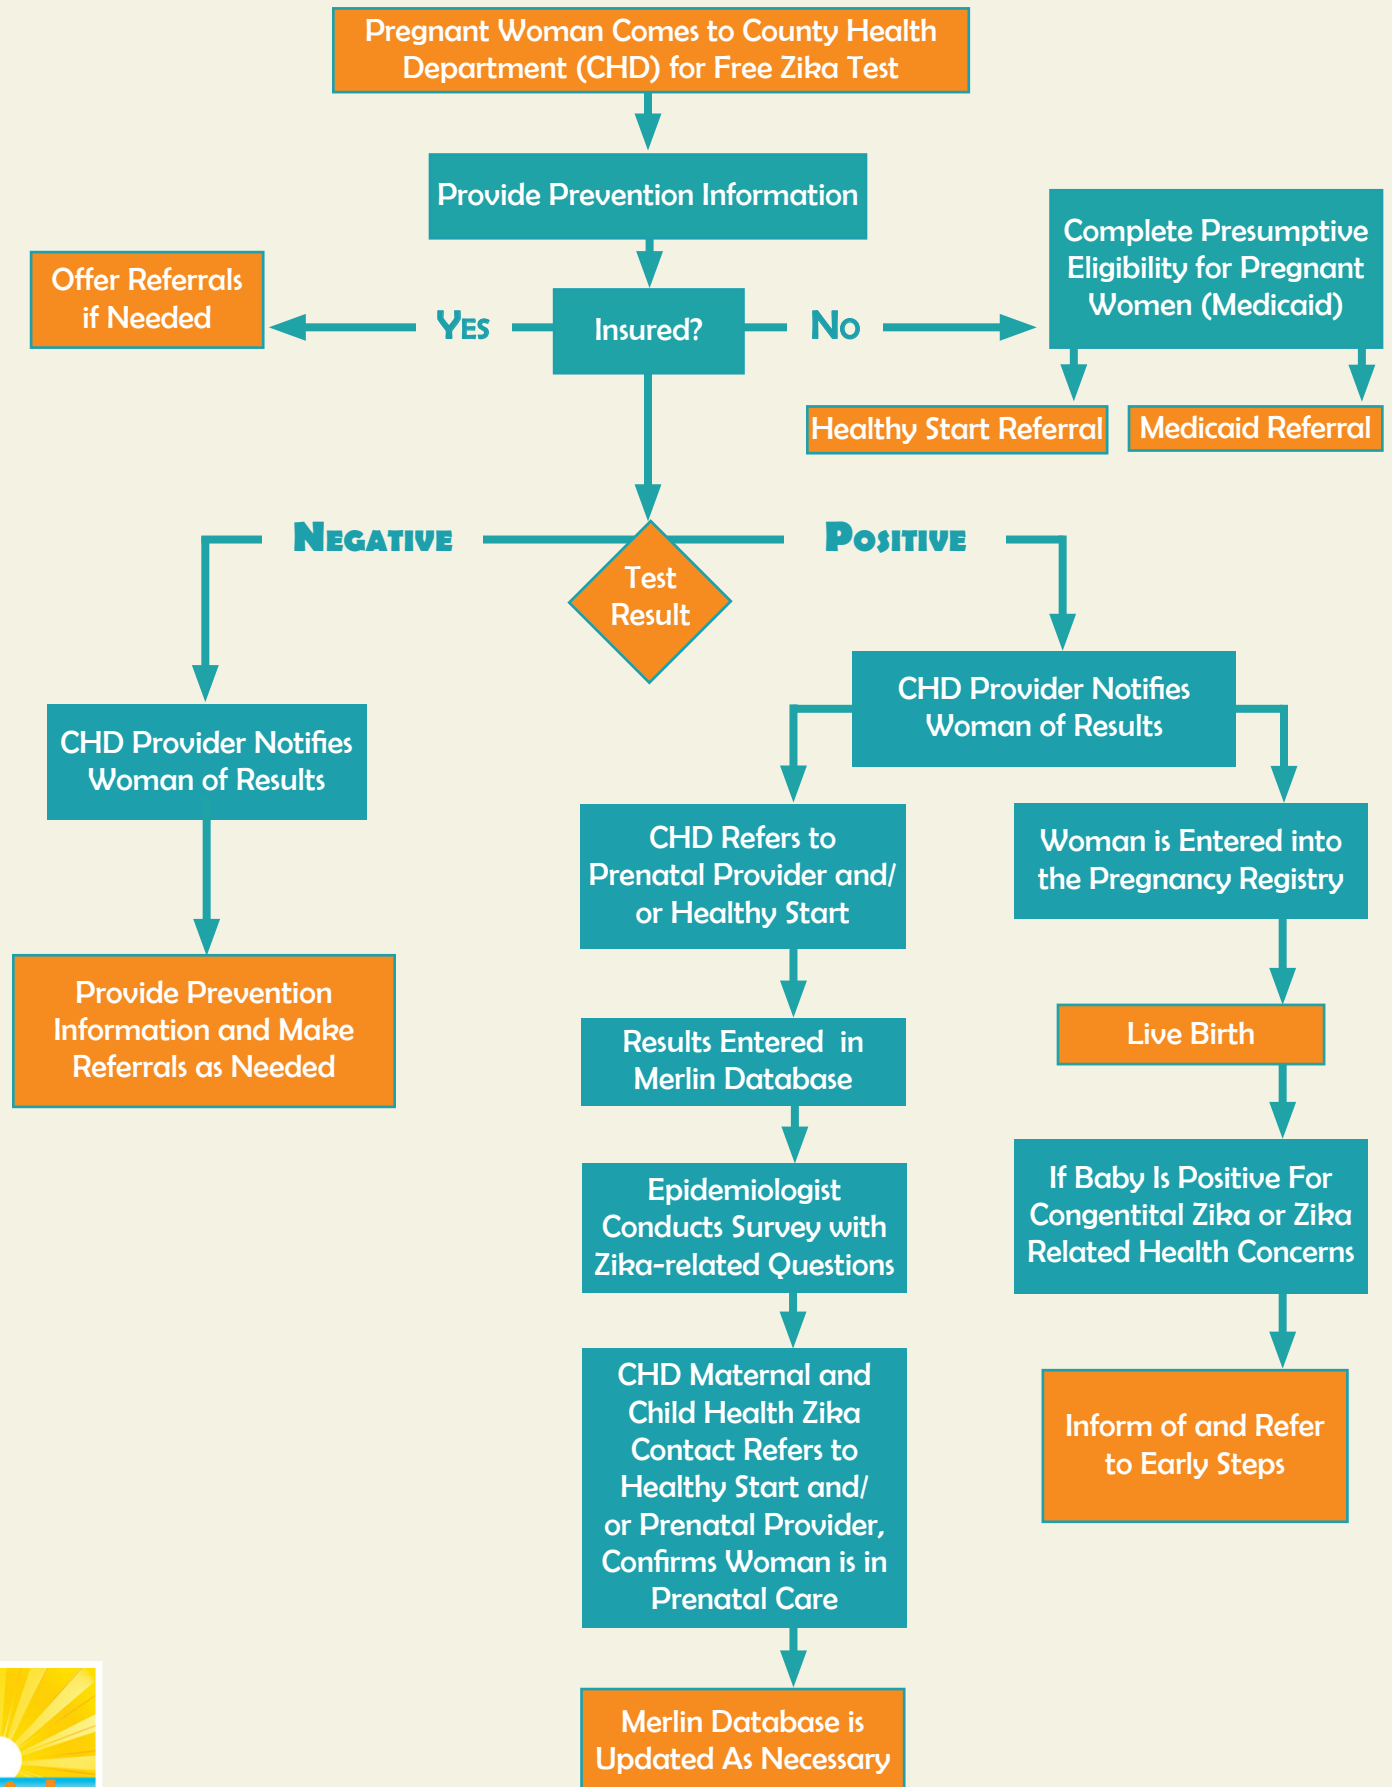 Pregnant Woman Comes to County Health
Department (CHD) for Free Zika Test
Provide Prevention Information
Complete Presumptive
Eligibility for Pregnant
Women (Medicaid)
Offer Referrals
if Needed
Yes
Insured?
No
Healthy Start Referral
Medicaid Referral
Negative
Positive
Test
Result
CHD Provider Notifies
Woman of Results
CHD Provider Notifies
Woman of Results
CHD Refers to
Prenatal Provider and/
or Healthy Start
Woman is Entered into
the Pregnancy Registry
Provide Prevention
Information and Make
Referrals as Needed
Results Entered in
Merlin Database
Live Birth
Epidemiologist
Conducts Survey with
Zika-related Questions
If Baby Is Positive For
Congentital Zika or Zika
Related Health Concerns
CHD Maternal and
Child Health Zika
Contact Refers to
Healthy Start and/
or Prenatal Provider,
Confirms Woman is in
Prenatal Care
Inform of and Refer
to Early Steps
Merlin Database is
Updated As Necessary